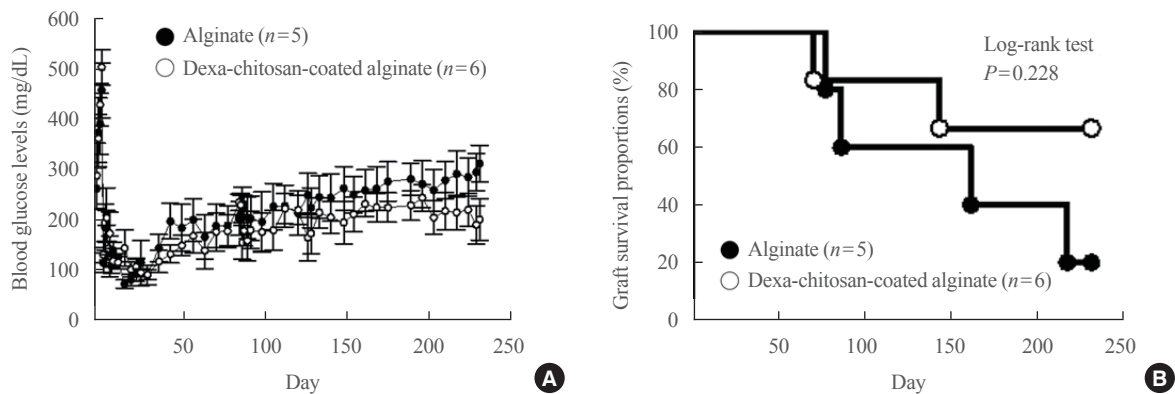 600
500
400
300
200
100
0
Blood glucose levels (mg/dL)
Alginate (n=5)
Dexa-chitosan-coated alginate (n=6)
50
100
150
200
250
Day
A
100
80
60
40
20
Graft survival proportions (%)
Log-rank test
P=0.228
Alginate (n=5)
Dexa-chitosan-coated alginate (n=6)
50
100
150
200
250
Day
B